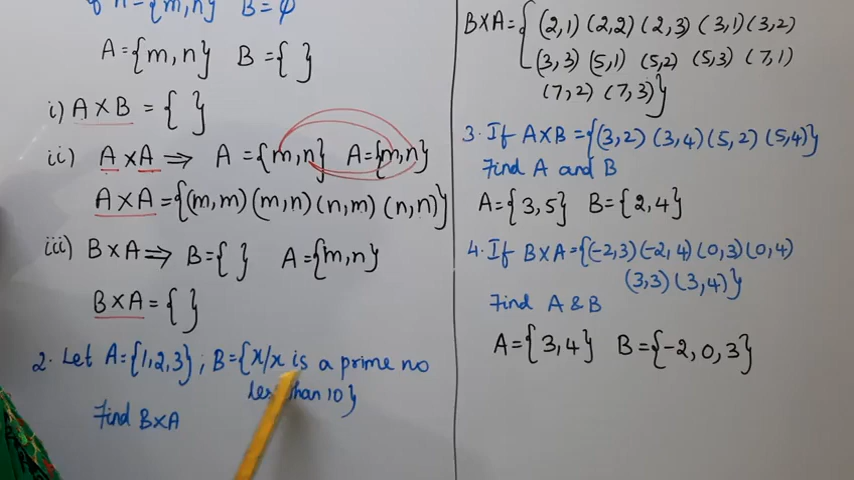 A={m,n} B=φ
A={m,n} B={ }
i) A×B = { }
ii) A×A ⇒ A={m,n} A={m,n}
A×A={(m,m) (m,n) (n,m) (n,n)}
iii) B×A ⇒ B={ } A={m,n}
B×A={ }
2. Let A={1,2,3}; B={x/x is a prime no
than 10}
Find B×A
B×A={(2,1) (2,2) (2,3) (3,1) (3,2)
(3,3) (5,1) (5,2) (5,3) (7,1)
(7,2) (7,3)}
3. If A×B={(3,2) (3,4) (5,2) (5,4)}
Find A and B
A={3,5} B={2,4}
4. If B×A={(-2,3) (-2,4) (0,3) (0,4)
(3,3) (3,4)}
Find A & B
A={3,4} B={-2,0,3}